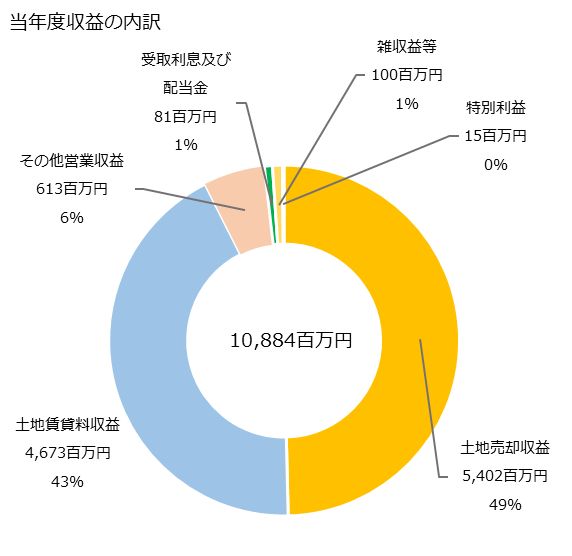 当年度収益の内訳
受取利息及び
配当金
81百万円
1%
雑収益等
100百万円
1%
特別利益
15百万円
0%
その他営業収益
613百万円
6%
10,884百万円
土地賃貸料収益
4,673百万円
43%
土地売却収益
5,402百万円
49%